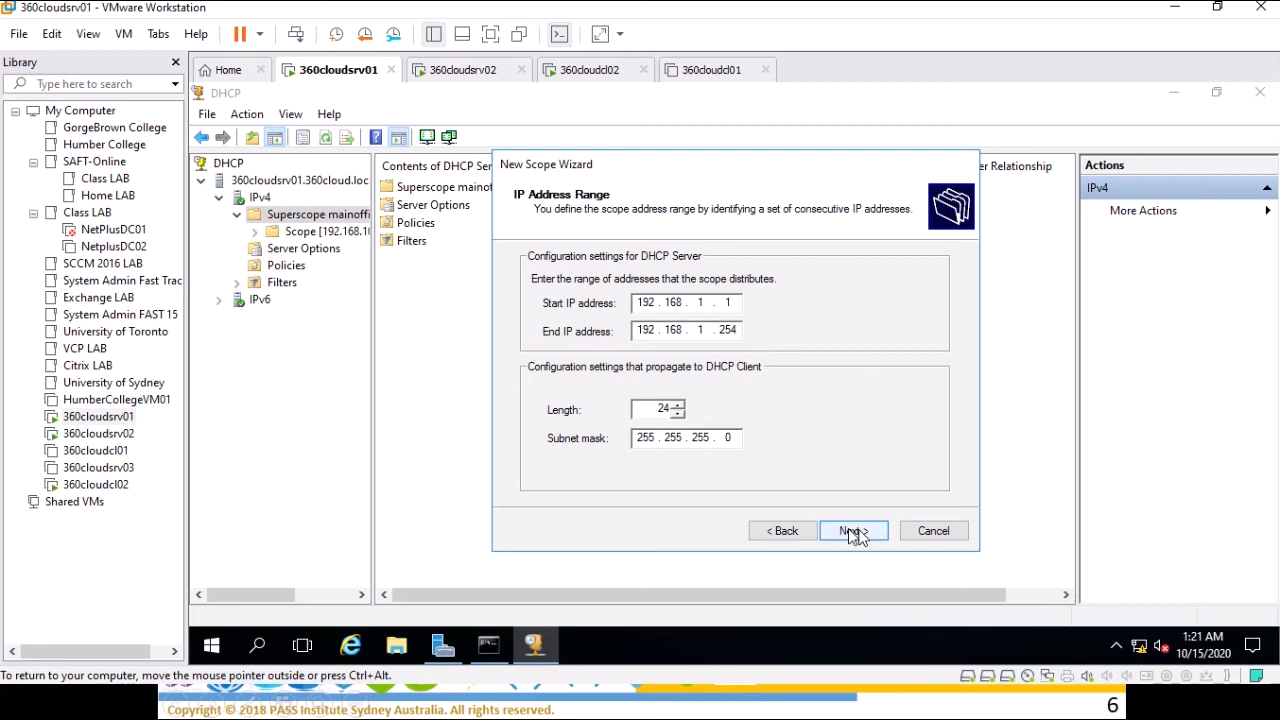 360cloudsrv01 - VMware Workstation
File Edit View VM Tabs Help
Library
Type here to search
My Computer
GorgeBrown College
Humber College
SAFT-Online
Class LAB
Home LAB
Class LAB
NetplusDC01
NetplusDC02
SCCM 2016 LAB
System Admin Fast Trac
Exchange LAB
System Admin FAST 15
University of Toronto
VCP LAB
Citrix LAB
University of Sydney
HumberCollegeVM01
360cloudsrv01
360cloudsrv02
360cloudcl01
360cloudsrv03
360cloudcl02
Shared VMs
Home 360cloudsrv01 360cloudsrv02 360cloudcl02 360cloudcl01
DHCP
File Action View Help
DHCP
360cloudsrv01.360cloud.loc
IPv4
Superscope mainoffi
Scope [192.168.10
Server Options
Policies
Filters
IPv6
Contents of DHCP Ser
er Relationship
Superscope mainof
Server Options
Policies
Filters
New Scope Wizard
IP Address Range
You define the scope address range by identifying a set of consecutive IP addresses.
Configuration settings for DHCP Server
Enter the range of addresses that the scope distributes.
Start IP address: 192 . 168 . 1 . 1
End IP address: 192 . 168 . 1 . 254
Configuration settings that propagate to DHCP Client
Length: 24
Subnet mask: 255 . 255 . 255 . 0
< Back Next > Cancel
Actions
IPv4
More Actions
1:21 AM
10/15/2020
To return to your computer, move the mouse pointer outside or press Ctrl+Alt.
Copyright © 2018 PASS Institute Sydney Australia. All rights reserved.
6